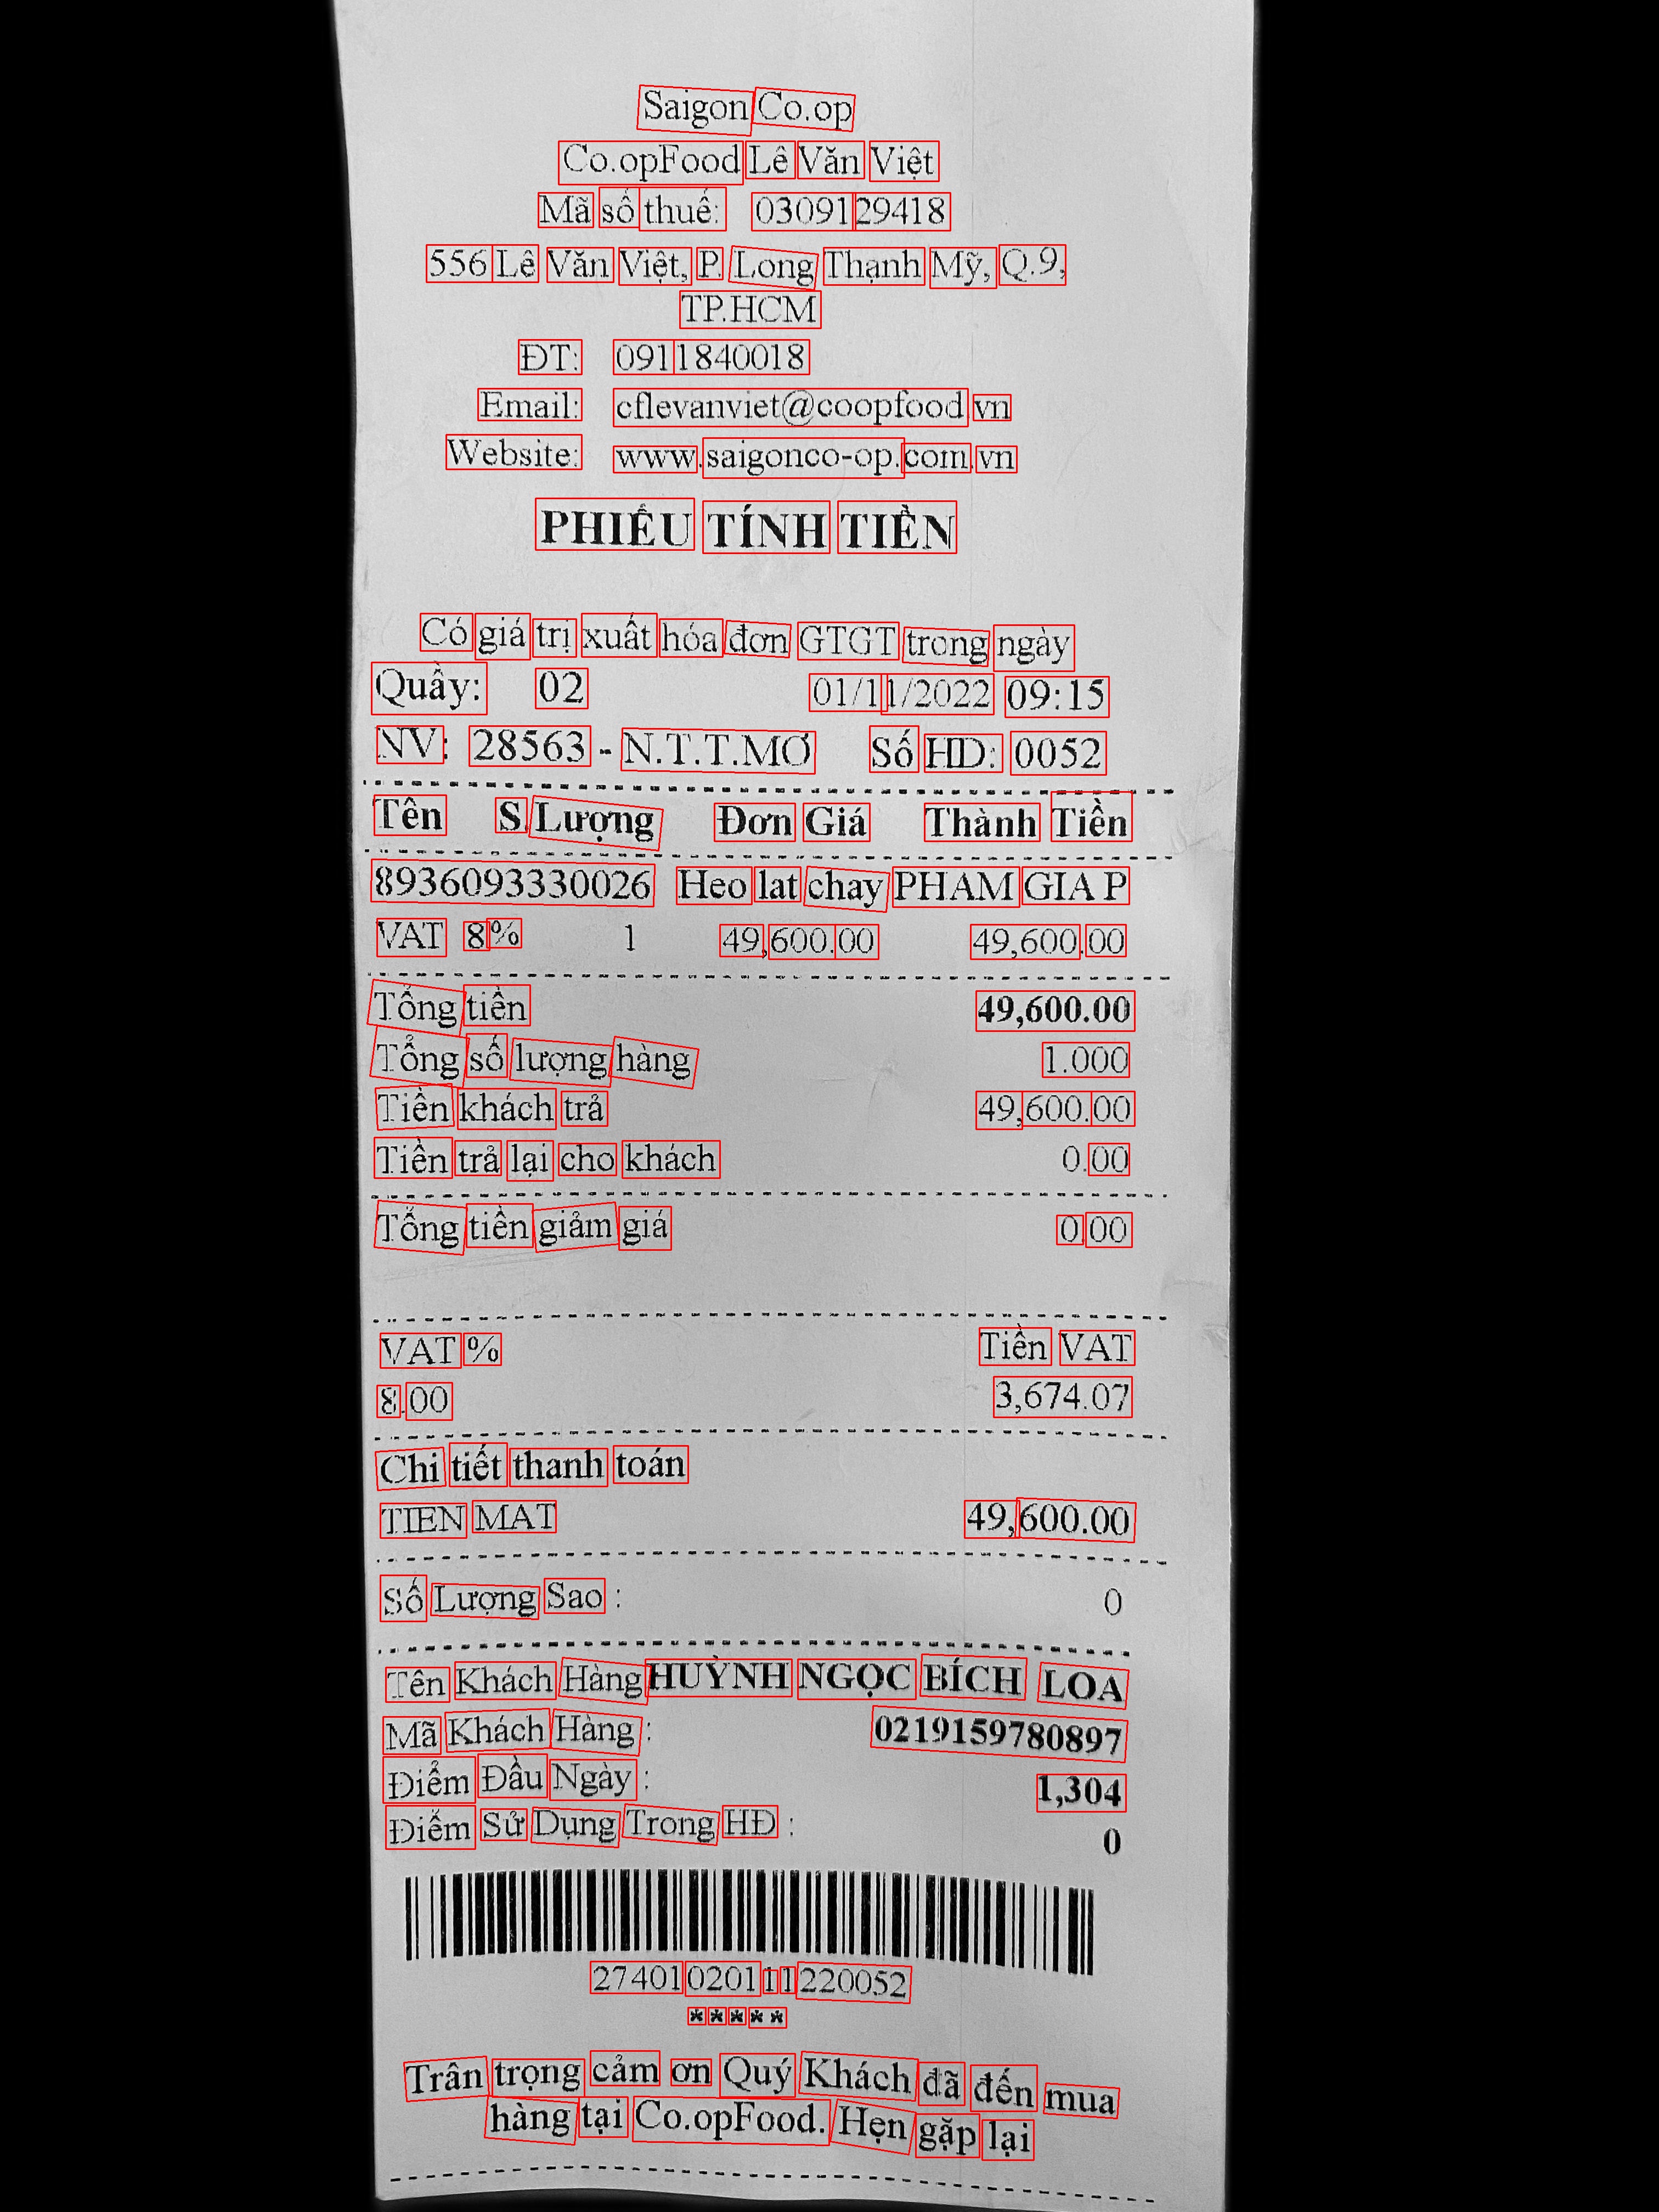 Saigon Co.op
Co.opFood Lê Văn Việt
Mã số thuế: 0309129418
556 Lê Văn Việt, P. Long Thạnh Mỹ, Q.9,
TP.HCM
ĐT: 0911840018
Email: cflevanviet@coopfood.vn
Website: www.saigonco-op.com.vn
PHIẾU TÍNH TIỀN
Có giá trị xuất hóa đơn GTGT trong ngày
Quầy: 02 01/11/2022 09:15
NV: 28563 - N.T.T.MƠ Số HD: 0052
Tên S.Lượng Đơn Giá Thành Tiền
8936093330026 Heo lat chay PHAM GIA P
VAT 8% 1 49,600.00 49,600.00
Tổng tiền 49,600.00
Tổng số lượng hàng 1.000
Tiền khách trả 49,600.00
Tiền trả lại cho khách 0.00
Tổng tiền giảm giá 0.00
VAT % Tiền VAT
8.00 3,674.07
Chi tiết thanh toán
TIEN MAT 49,600.00
Số Lượng Sao : 0
Tên Khách Hàng HUỲNH NGỌC BÍCH LOA
Mã Khách Hàng : 0219159780897
Điểm Đầu Ngày : 1,304
Điểm Sử Dụng Trong HĐ : 0
27401020111220052
*****
Trân trọng cảm ơn Quý Khách đã đến mua
hàng tại Co.opFood. Hẹn gặp lại